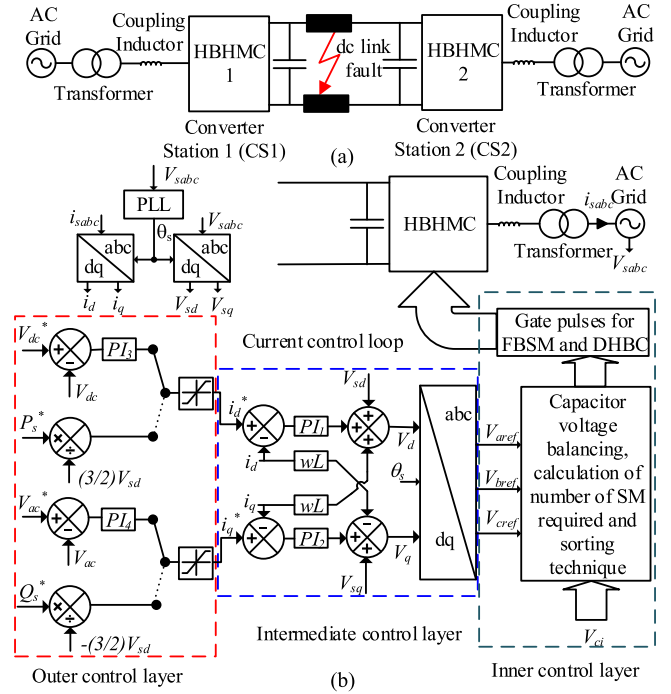 AC
Grid
Coupling
Inductor
Transformer
HBHMC
1
dc link
fault
HBHMC
2
Coupling
Inductor
Transformer
AC
Grid
Converter
Station 1 (CS1)
(a)
Converter
Station 2 (CS2)
V_sabc
PLL
i_sabc
θ_s
V_sabc
abc
dq
abc
dq
i_d
i_q
V_sd
V_sq
HBHMC
Coupling
Inductor
i_sabc
AC
Grid
Transformer
V_sabc
Gate pulses for
FBSM and DHBC
Current control loop
V_dc*
PI_3
V_dc
P_s*
(3/2)V_sd
V_ac*
PI_4
V_ac
Q_s*
-(3/2)V_sd
Outer control layer
V_sd
i_d*
PI_1
V_d
i_d
wL
i_q
wL
i_q*
PI_2
V_q
V_sq
θ_s
abc
dq
Intermediate control layer
V_aref
V_bref
V_cref
Capacitor
voltage
balancing,
calculation of
number of SM
required and
sorting
technique
V_ci
Inner control layer
(b)